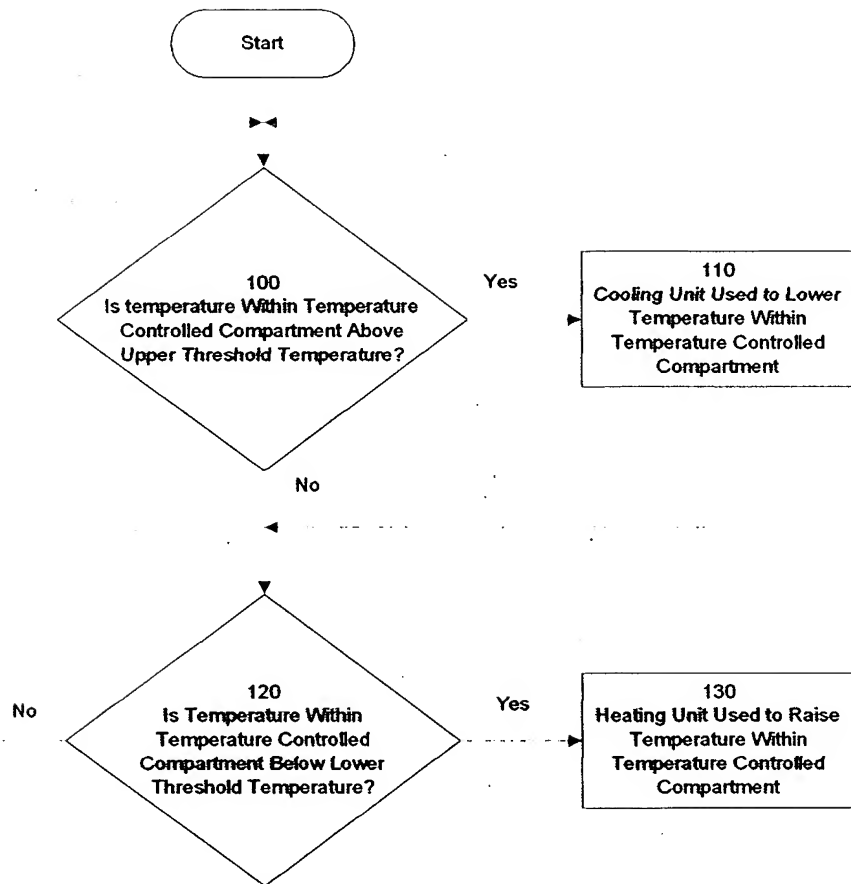 Start
100
Is temperature Within Temperature
Controlled Compartment Above
Upper Threshold Temperature?
Yes
110
Cooling Unit Used to Lower
Temperature Within
Temperature Controlled
Compartment
No
120
Is Temperature Within
Temperature Controlled
Compartment Below Lower
Threshold Temperature?
No
Yes
130
Heating Unit Used to Raise
Temperature Within
Temperature Controlled
Compartment